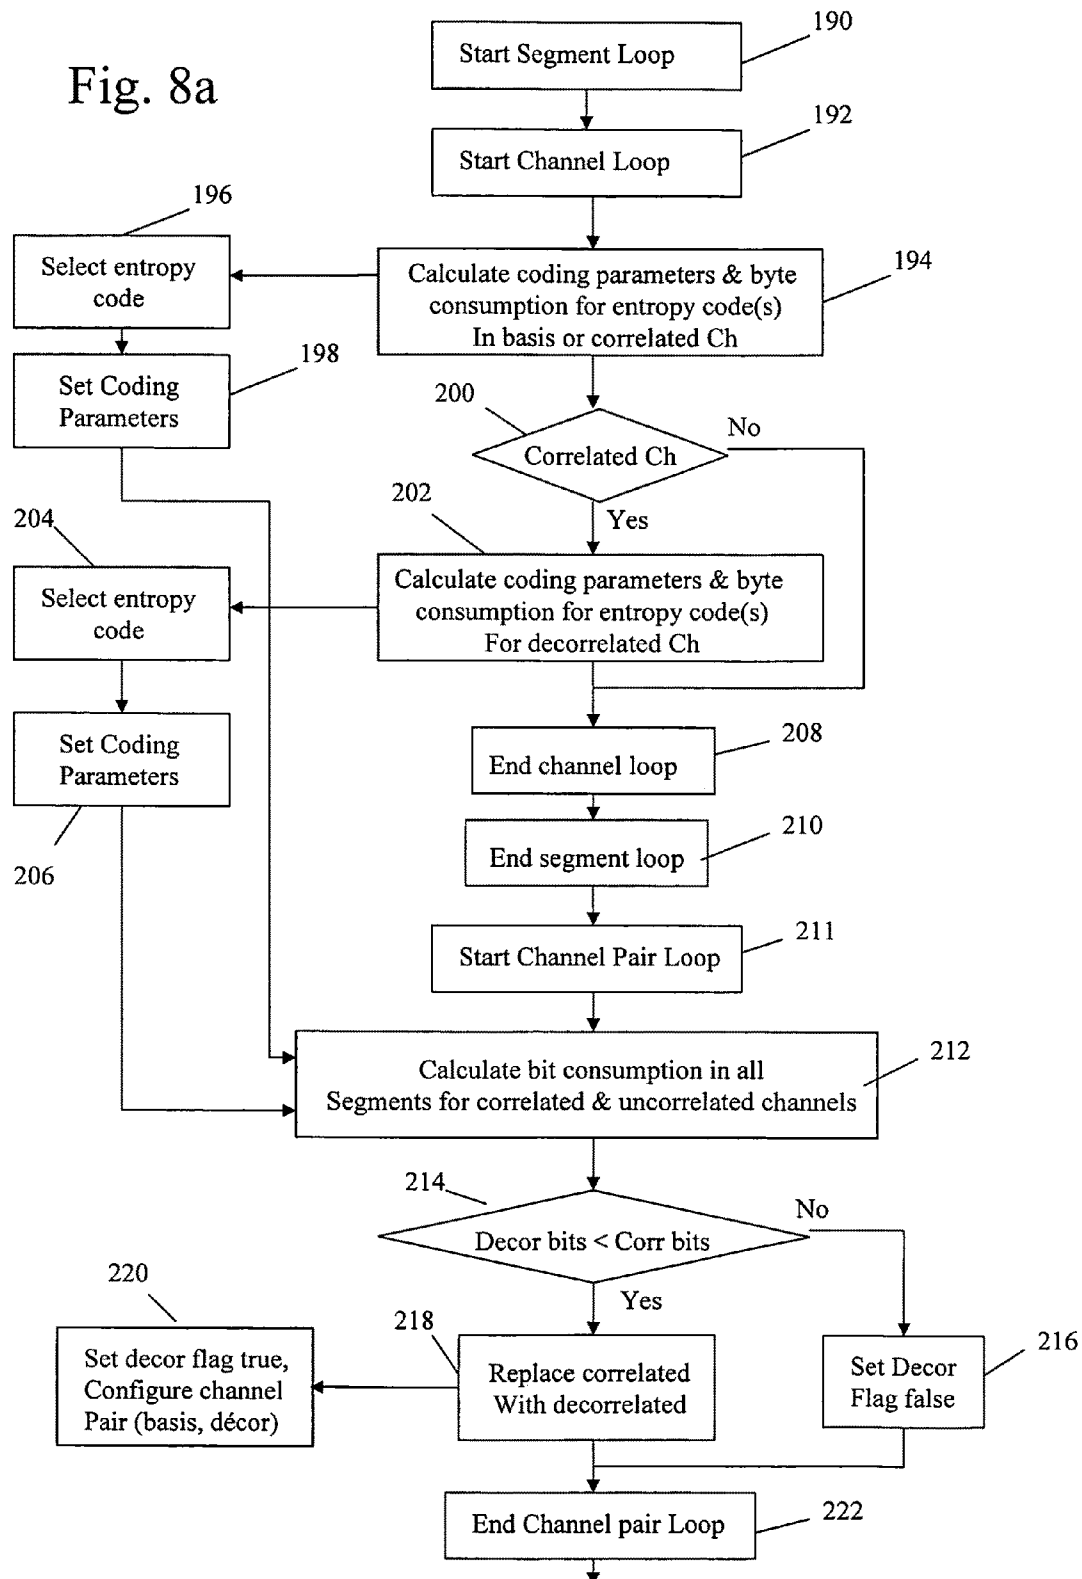 Fig. 8a
190
Start Segment Loop
192
Start Channel Loop
196
Select entropy
code
194
Calculate coding parameters & byte
consumption for entropy code(s)
In basis or correlated Ch
198
Set Coding
Parameters
200
Correlated Ch
No
Yes
202
Calculate coding parameters & byte
consumption for entropy code(s)
For decorrelated Ch
204
Select entropy
code
Set Coding
Parameters
206
208
End channel loop
210
End segment loop
211
Start Channel Pair Loop
212
Calculate bit consumption in all
Segments for correlated & uncorrelated channels
214
Decor bits < Corr bits
No
Yes
220
Set decor flag true,
Configure channel
Pair (basis, décor)
218
Replace correlated
With decorrelated
216
Set Decor
Flag false
222
End Channel pair Loop